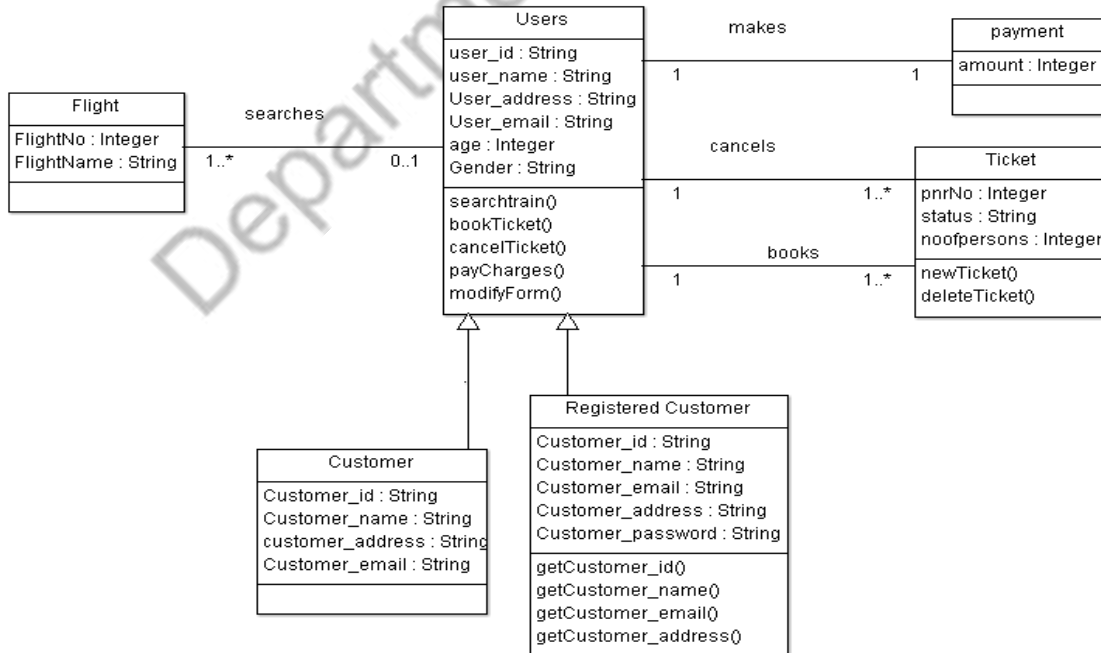 Departm
Users
user_id : String
user_name : String
User_address : String
User_email : String
age : Integer
Gender : String
searchtrain()
bookTicket()
cancelTicket()
payCharges()
modifyForm()
makes
1
1
payment
amount : Integer
Flight
FlightNo : Integer
FlightName : String
searches
1..*
0..1
cancels
1
1..*
books
1
1..*
Ticket
pnrNo : Integer
status : String
noofpersons : Integer
newTicket()
deleteTicket()
Customer
Customer_id : String
Customer_name : String
customer_address : String
Customer_email : String
Registered Customer
Customer_id : String
Customer_name : String
Customer_email : String
Customer_address : String
Customer_password : String
getCustomer_id()
getCustomer_name()
getCustomer_email()
getCustomer_address()